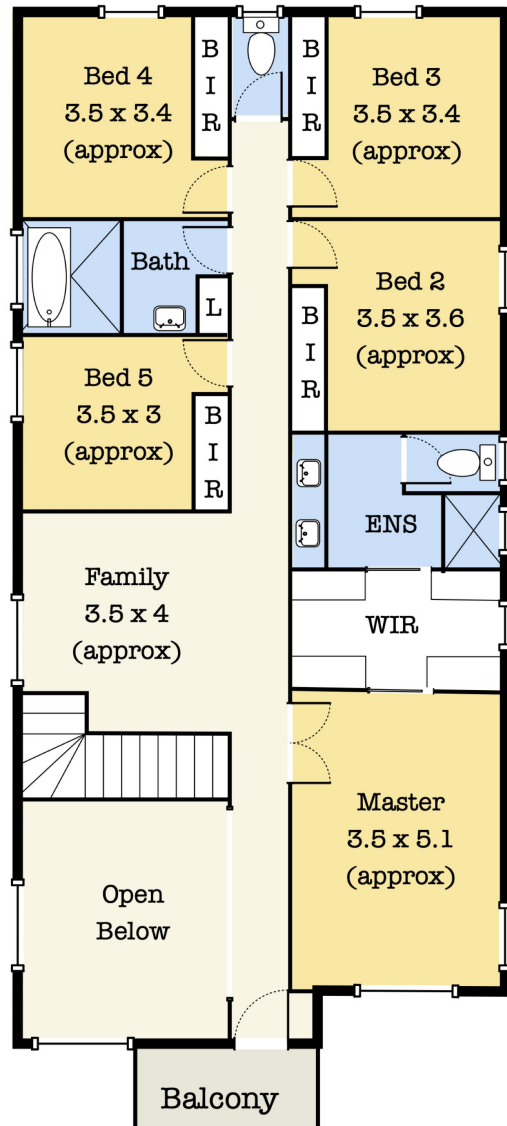 Bed 4
3.5 x 3.4
(approx)
B
I
R
B
I
R
Bed 3
3.5 x 3.4
(approx)
Bath
L
Bed 2
3.5 x 3.6
(approx)
B
I
R
Bed 5
3.5 x 3
(approx)
B
I
R
ENS
Family
3.5 x 4
(approx)
WIR
Master
3.5 x 5.1
(approx)
Open
Below
Balcony